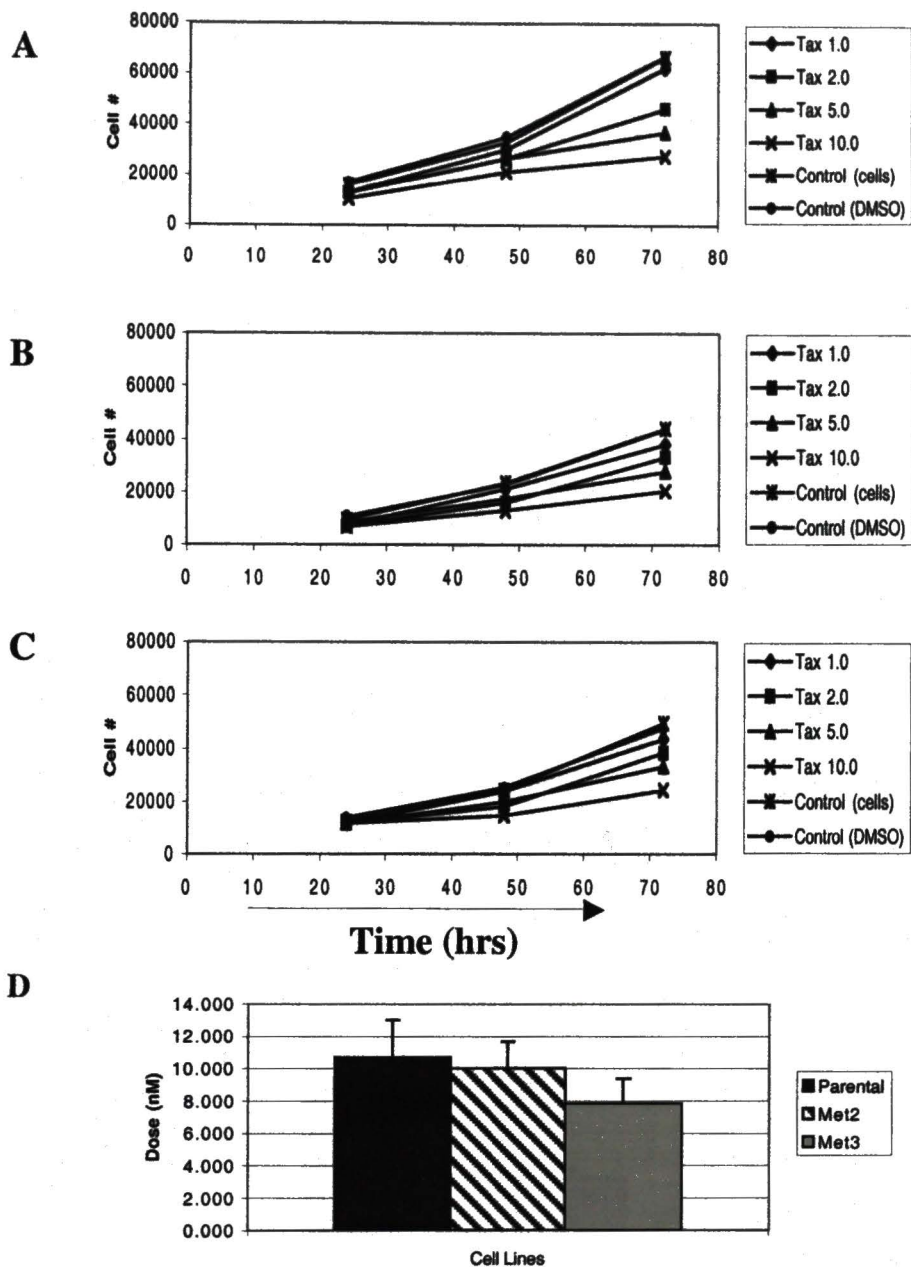 A
Cell #
80000
60000
40000
20000
0
0 10 20 30 40 50 60 70 80
Tax 1.0
Tax 2.0
Tax 5.0
Tax 10.0
Control (cells)
Control (DMSO)
B
Cell #
80000
60000
40000
20000
0
0 10 20 30 40 50 60 70 80
Tax 1.0
Tax 2.0
Tax 5.0
Tax 10.0
Control (cells)
Control (DMSO)
C
Cell #
80000
60000
40000
20000
0
0 10 20 30 40 50 60 70 80
Tax 1.0
Tax 2.0
Tax 5.0
Tax 10.0
Control (cells)
Control (DMSO)
Time (hrs)
D
Dose (nM)
14.000
12.000
10.000
8.000
6.000
4.000
2.000
0.000
Cell Lines
Parental
Met2
Met3